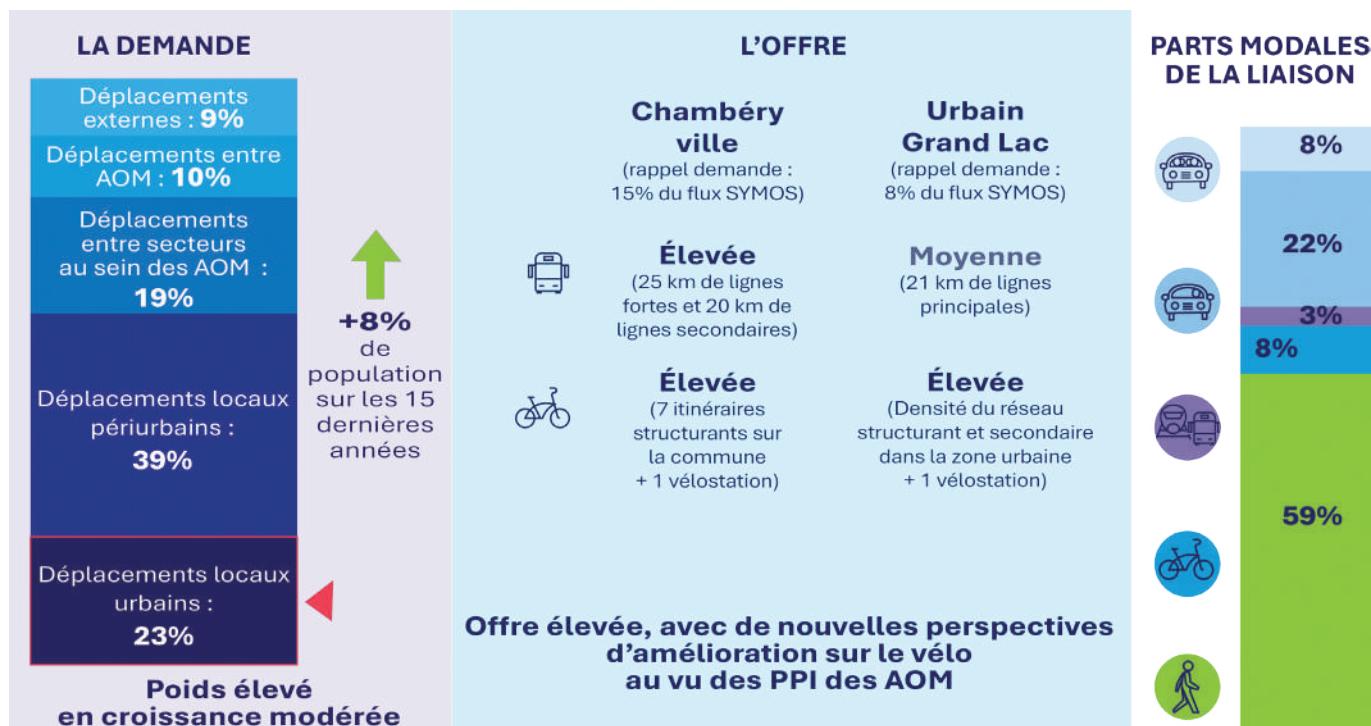 LA DEMANDE
Déplacements
externes : 9%
Déplacements entre
AOM : 10%
Déplacements
entre secteurs
au sein des AOM :
19%
Déplacements locaux
périurbains :
39%
Déplacements locaux
urbains :
23%
+8%
de
population
sur les 15
dernières
années
Poids élevé
en croissance modérée
L'OFFRE
Chambéry
ville
(rappel demande :
15% du flux SYMOS)
Urbain
Grand Lac
(rappel demande :
8% du flux SYMOS)
Élevée
(25 km de lignes
fortes et 20 km de
lignes secondaires)
Moyenne
(21 km de lignes
principales)
Élevée
(7 itinéraires
structurants sur
la commune
+ 1 vélostation)
Élevée
(Densité du réseau
structurant et secondaire
dans la zone urbaine
+ 1 vélostation)
Offre élevée, avec de nouvelles perspectives
d'amélioration sur le vélo
au vu des PPI des AOM
PARTS MODALES
DE LA LIAISON
8%
22%
3%
8%
59%